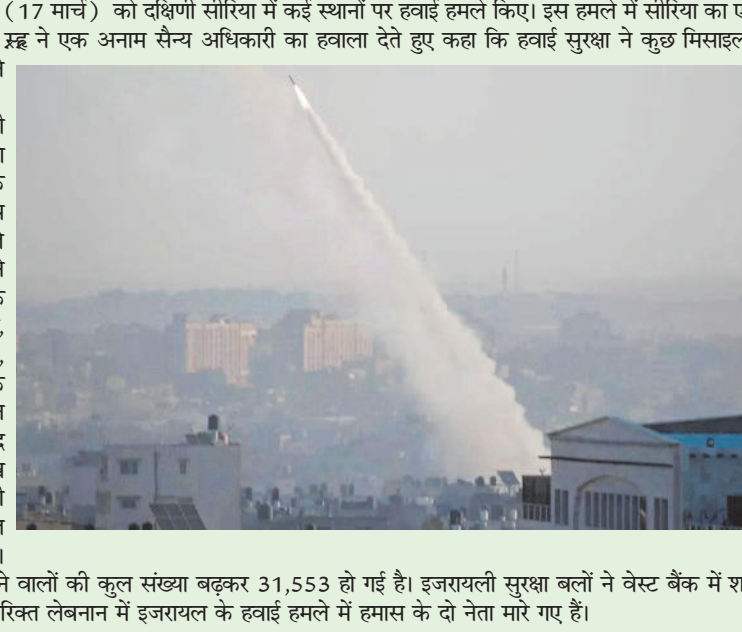 (17 मार्च) को दक्षिणी सीरिया में कई स्थानों पर हवाई हमले किए। इस हमले में सीरिया का
ने एक अनाम सैन्य अधिकारी का हवाला देते हुए कहा कि हवाई सुरक्षा ने कुछ मिसाइल
ने वालों की कुल संख्या बढ़कर 31,553 हो गई है। इजरायली सुरक्षा बलों ने वेस्ट बैंक में
रिक्त लेबनान में इजरायल के हवाई हमले में हमास के दो नेता मारे गए हैं।